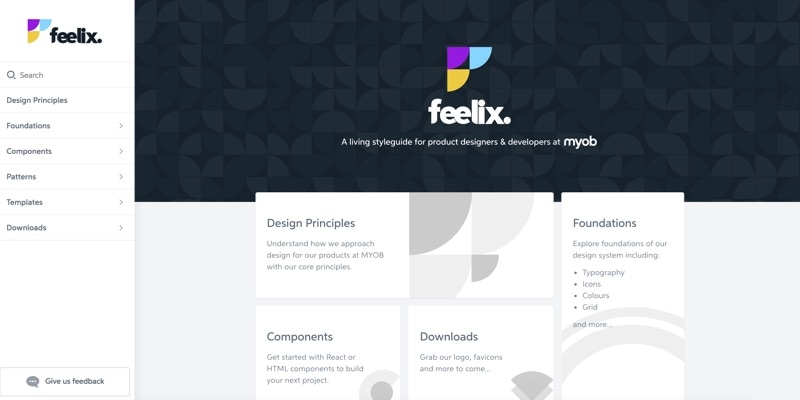 feelix.
Search
Design Principles
Foundations
Components
Patterns
Templates
Downloads
Give us feedback
feelix.
A living styleguide for product designers & developers at myob
Design Principles
Understand how we approach
design for our products at MYOB
with our core principles.
Foundations
Explore foundations of our
design system including:
• Typography
• Icons
• Colours
• Grid
and more...
Components
Get started with React or
HTML components to build
your next project.
Downloads
Grab our logo, favicons
and more to come...